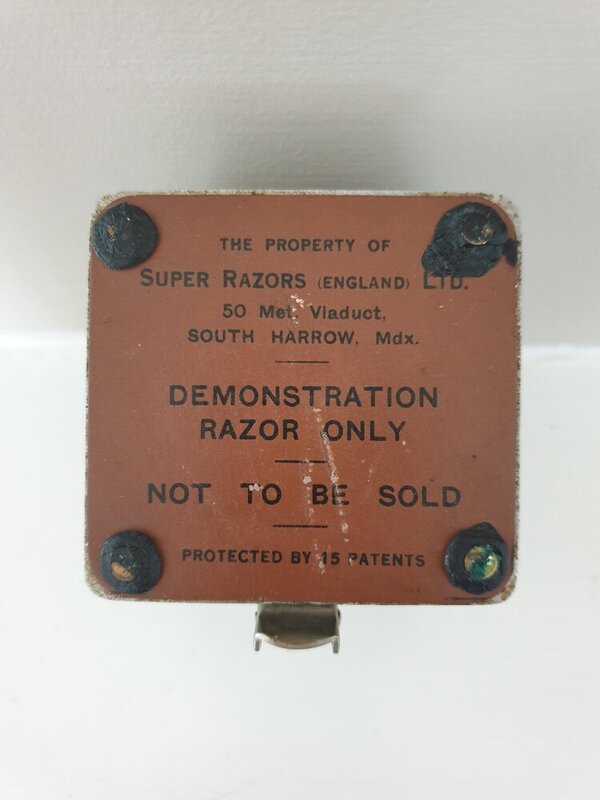 THE PROPERTY OF
SUPER RAZORS (ENGLAND) LTD.
50 Met. Viaduct,
SOUTH HARROW, Mdx.
DEMONSTRATION
RAZOR ONLY
NOT TO BE SOLD
PROTECTED BY 15 PATENTS